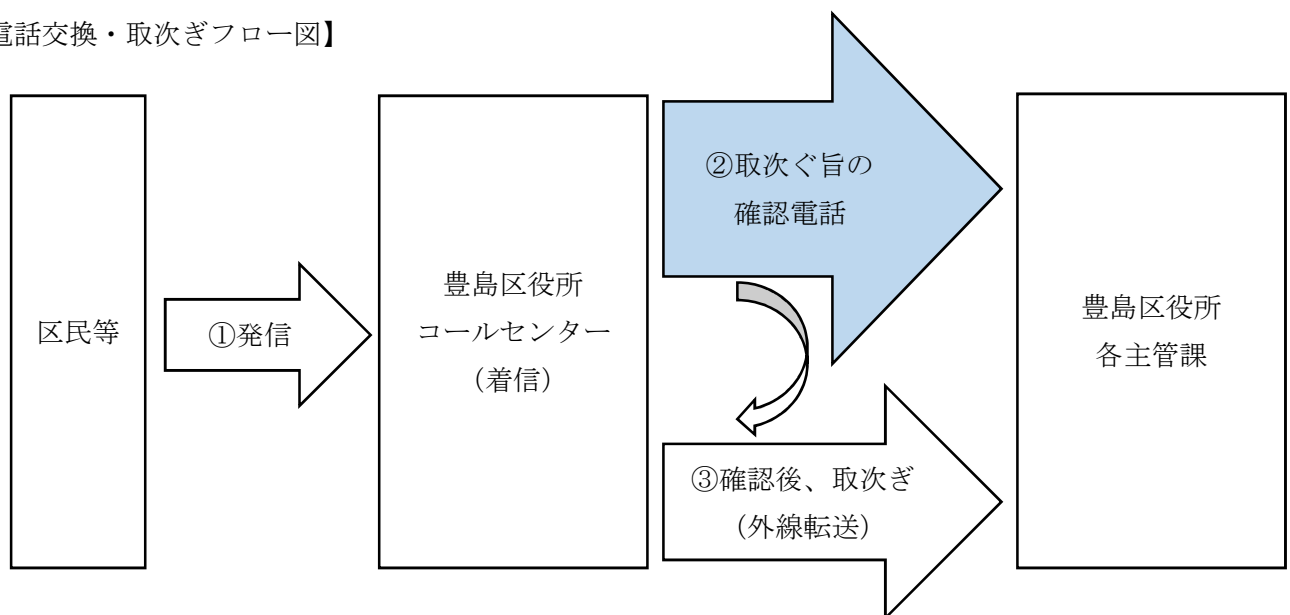 電話交換・取次ぎフロー図】
区民等
①発信
豊島区役所
コールセンター
（着信）
②取次ぐ旨の
確認電話
③確認後、取次ぎ
（外線転送）
豊島区役所
各主管課